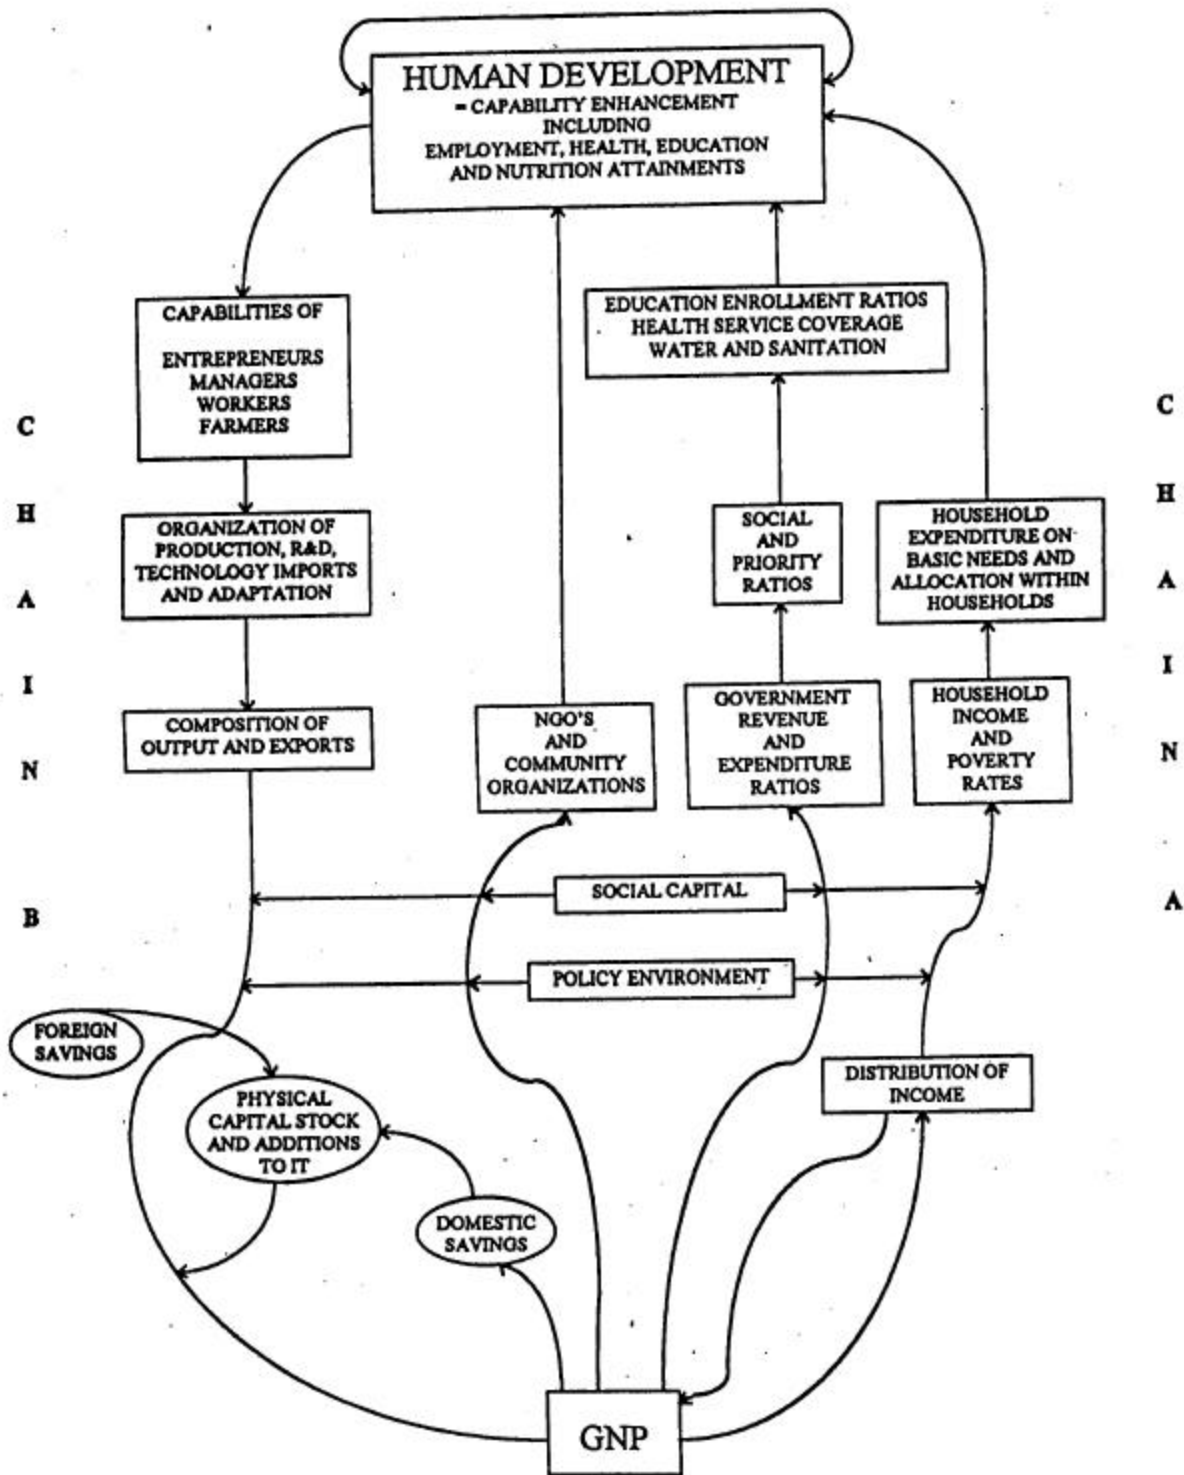 HUMAN DEVELOPMENT
= CAPABILITY ENHANCEMENT
INCLUDING
EMPLOYMENT, HEALTH, EDUCATION
AND NUTRITION ATTAINMENTS
CAPABILITIES OF
ENTREPRENEURS
MANAGERS
WORKERS
FARMERS
EDUCATION ENROLLMENT RATIOS
HEALTH SERVICE COVERAGE
WATER AND SANITATION
ORGANIZATION OF
PRODUCTION, R&D,
TECHNOLOGY IMPORTS
AND ADAPTATION
SOCIAL
AND
PRIORITY
RATIOS
HOUSEHOLD
EXPENDITURE ON
BASIC NEEDS AND
ALLOCATION WITHIN
HOUSEHOLDS
COMPOSITION OF
OUTPUT AND EXPORTS
NGO'S
AND
COMMUNITY
ORGANIZATIONS
GOVERNMENT
REVENUE
AND
EXPENDITURE
RATIOS
HOUSEHOLD
INCOME
AND
POVERTY
RATES
C
H
A
I
N
B
C
H
A
I
N
A
SOCIAL CAPITAL
POLICY ENVIRONMENT
FOREIGN
SAVINGS
PHYSICAL
CAPITAL STOCK
AND ADDITIONS
TO IT
DISTRIBUTION OF
INCOME
DOMESTIC
SAVINGS
GNP